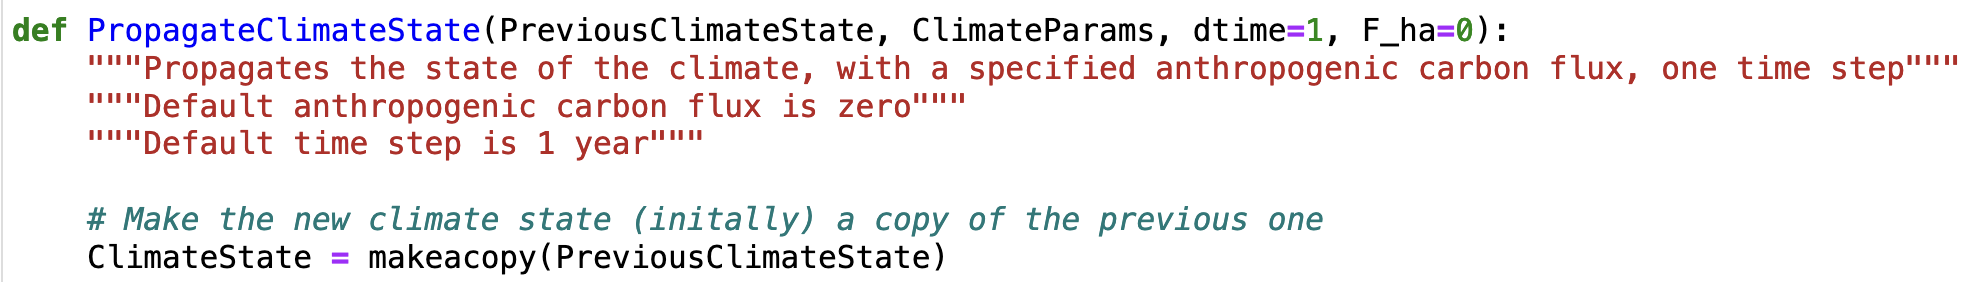 def PropagateClimateState(PreviousClimateState, ClimateParams, dtime=1, F_ha=0):
    """Propagates the state of the climate, with a specified anthropogenic carbon flux, one time step"""
    """Default anthropogenic carbon flux is zero"""
    """Default time step is 1 year"""
    # Make the new climate state (initally) a copy of the previous one
    ClimateState = makeacopy(PreviousClimateState)